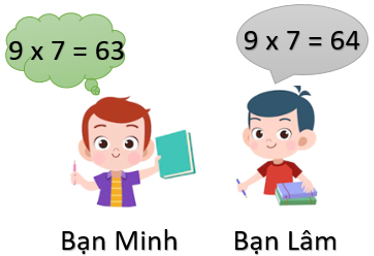 9 x 7 = 63
9 x 7 = 64
Bạn Minh
Bạn Lâm